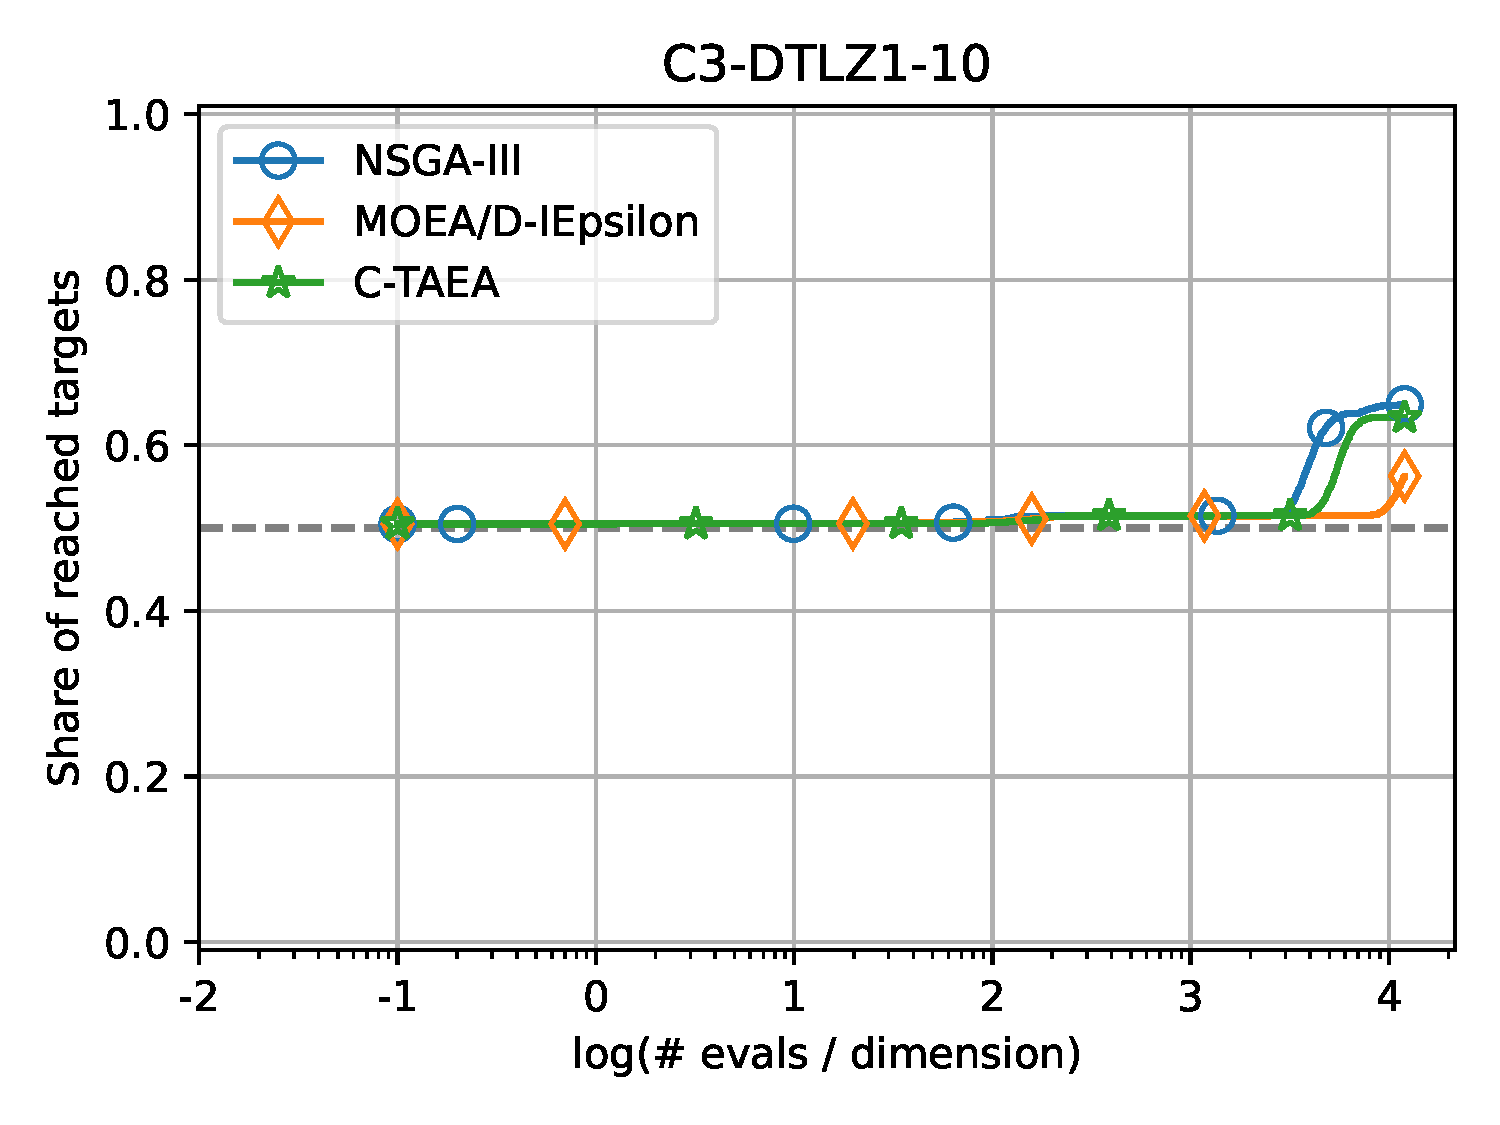 C3-DTLZ1-10
1.0
0.8
0.6
0.4
0.2
0.0
Share of reached targets
NSGA-III
MOEA/D-IEpsilon
C-TAEA
-2 -1 0 1 2 3 4
log(# evals / dimension)